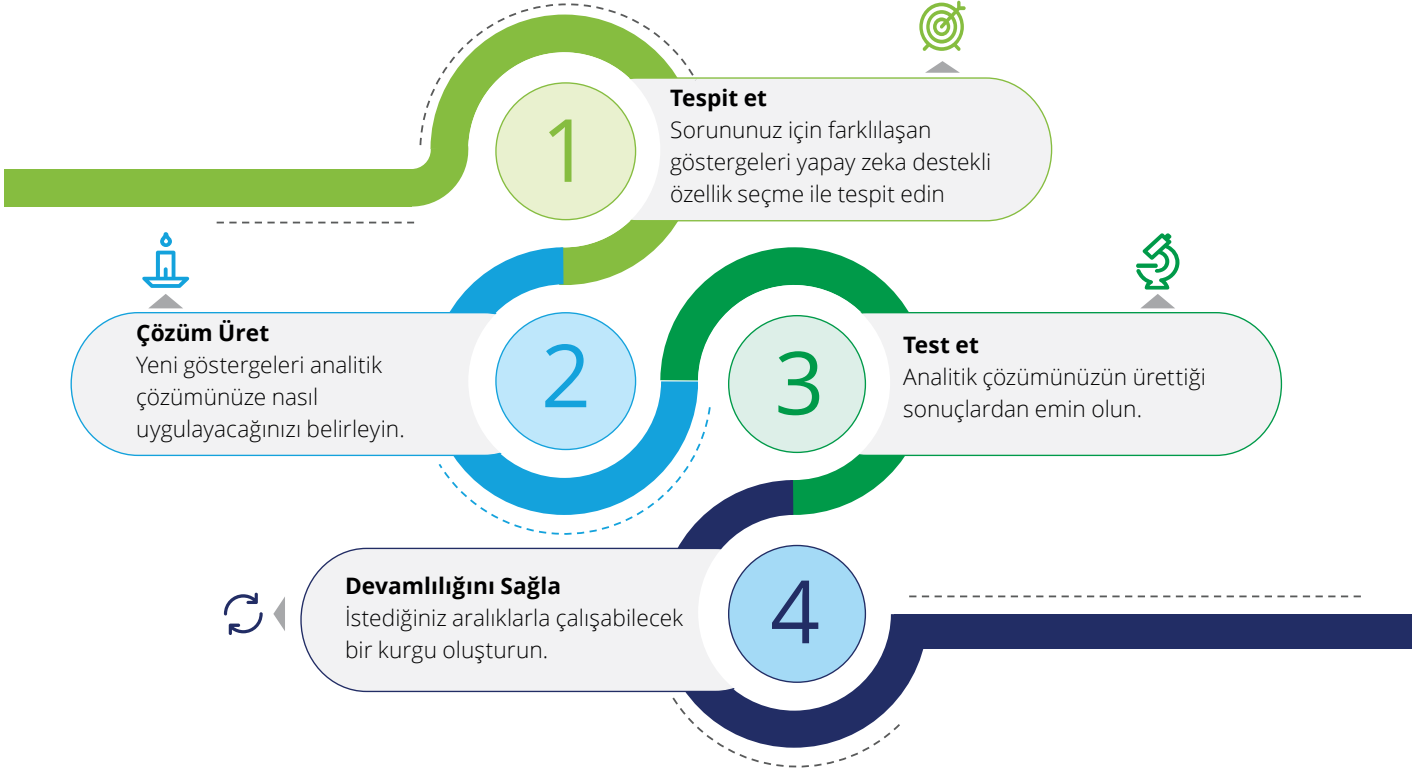 1
Tespit et
Sorununuz için farklılaşan
göstergeleri yapay zeka destekli
özellik seçme ile tespit edin
2
Çözüm Üret
Yeni göstergeleri analitik
çözümünüze nasıl
uygulayacağınızı belirleyin.
3
Test et
Analitik çözümünüzün ürettiği
sonuçlardan emin olun.
4
Devamlılığını Sağla
İstediğiniz aralıklarla çalışabilecek
bir kurgu oluşturun.